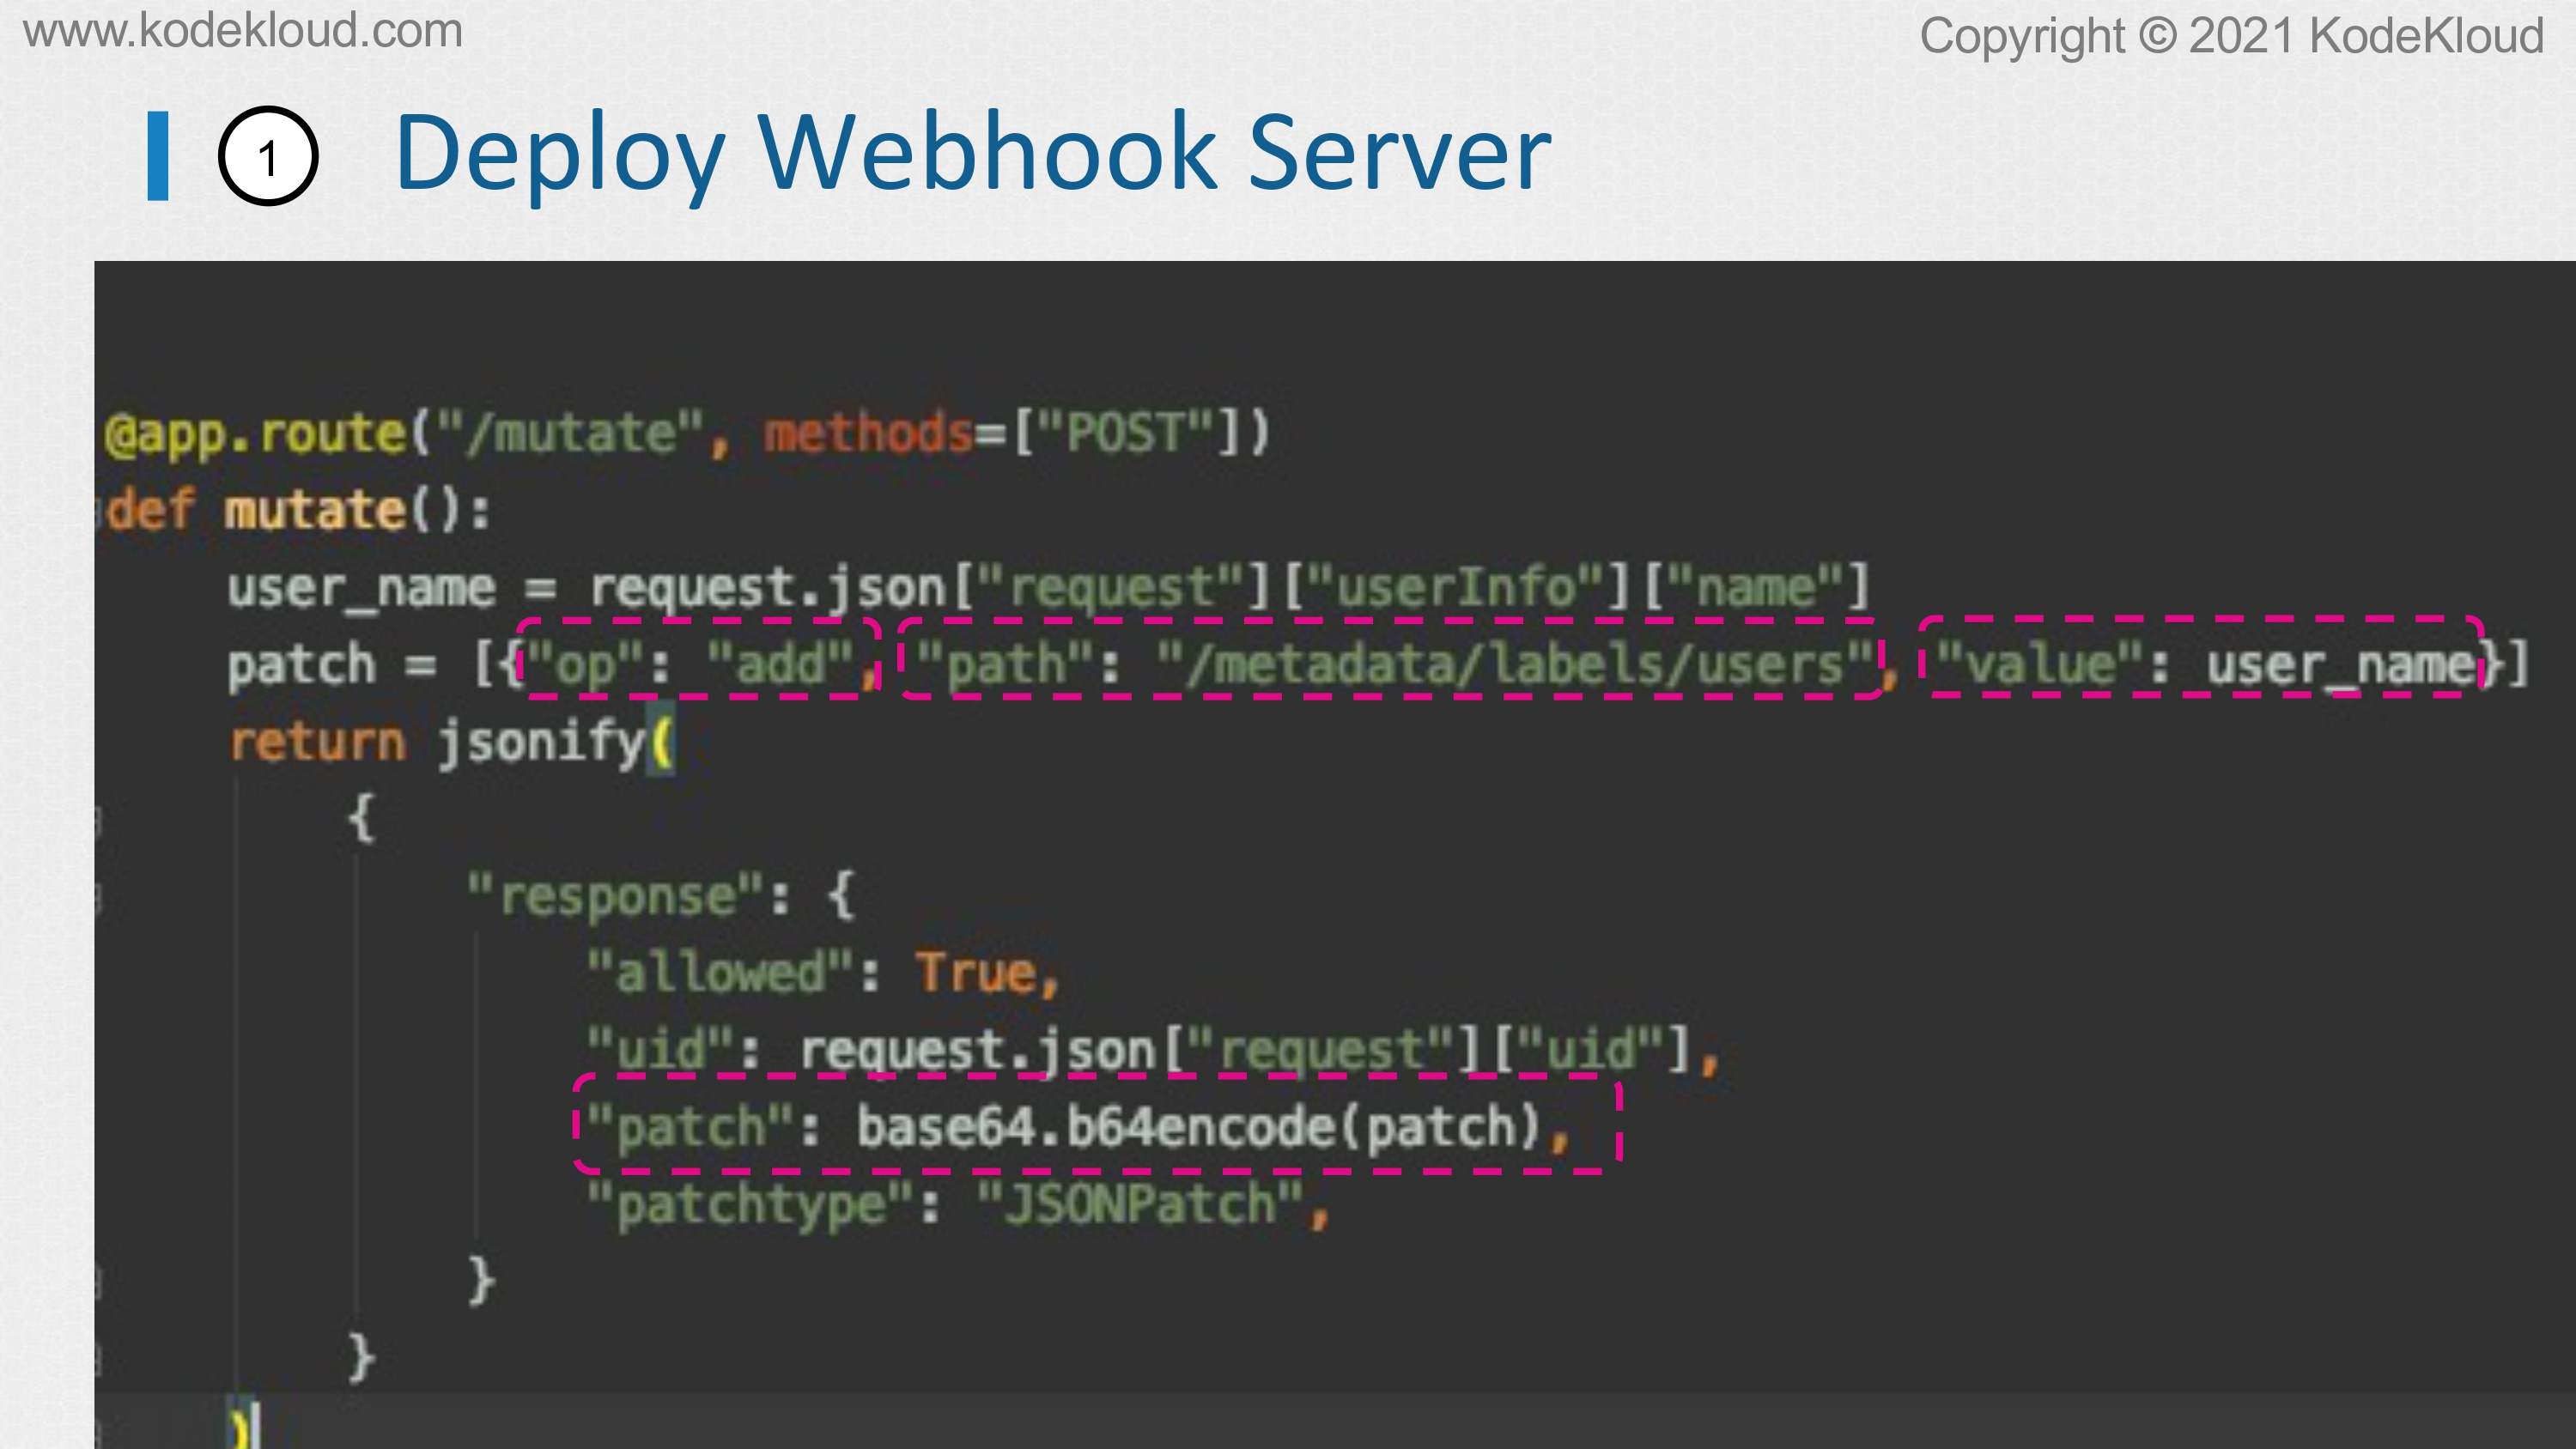 www.kodekloud.com
Copyright © 2021 KodeKloud
1 Deploy Webhook Server
@app.route("/mutate", methods=["POST"])
def mutate():
    user_name = request.json["request"]["userInfo"]["name"]
    patch = [{"op": "add", "path": "/metadata/labels/users", "value": user_name}]
    return jsonify(
        {
            "response": {
                "allowed": True,
                "uid": request.json["request"]["uid"],
                "patch": base64.b64encode(patch),
                "patchtype": "JSONPatch",
            }
        }
    )